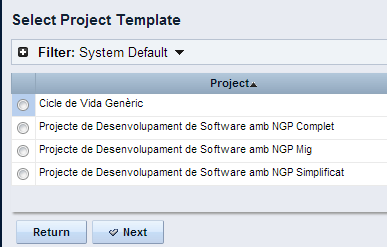 Select Project Template
Filter: System Default
Project
Cicle de Vida Genèric
Projecte de Desenvolupament de Software amb NGP Complet
Projecte de Desenvolupament de Software amb NGP Mig
Projecte de Desenvolupament de Software amb NGP Simplificat
Return Next